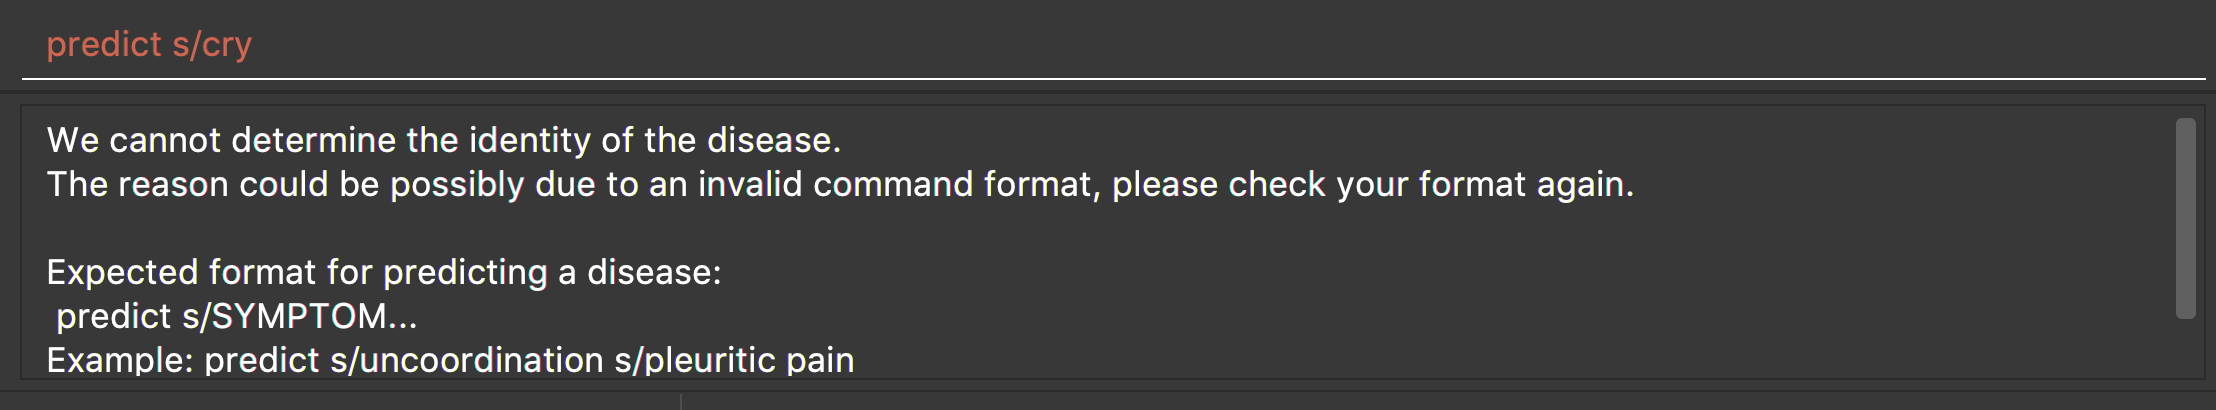 predict s/cry
We cannot determine the identity of the disease.
The reason could be possibly due to an invalid command format, please check your format again.
Expected format for predicting a disease:
predict s/SYMPTOM...
Example: predict s/uncoordination s/pleuritic pain